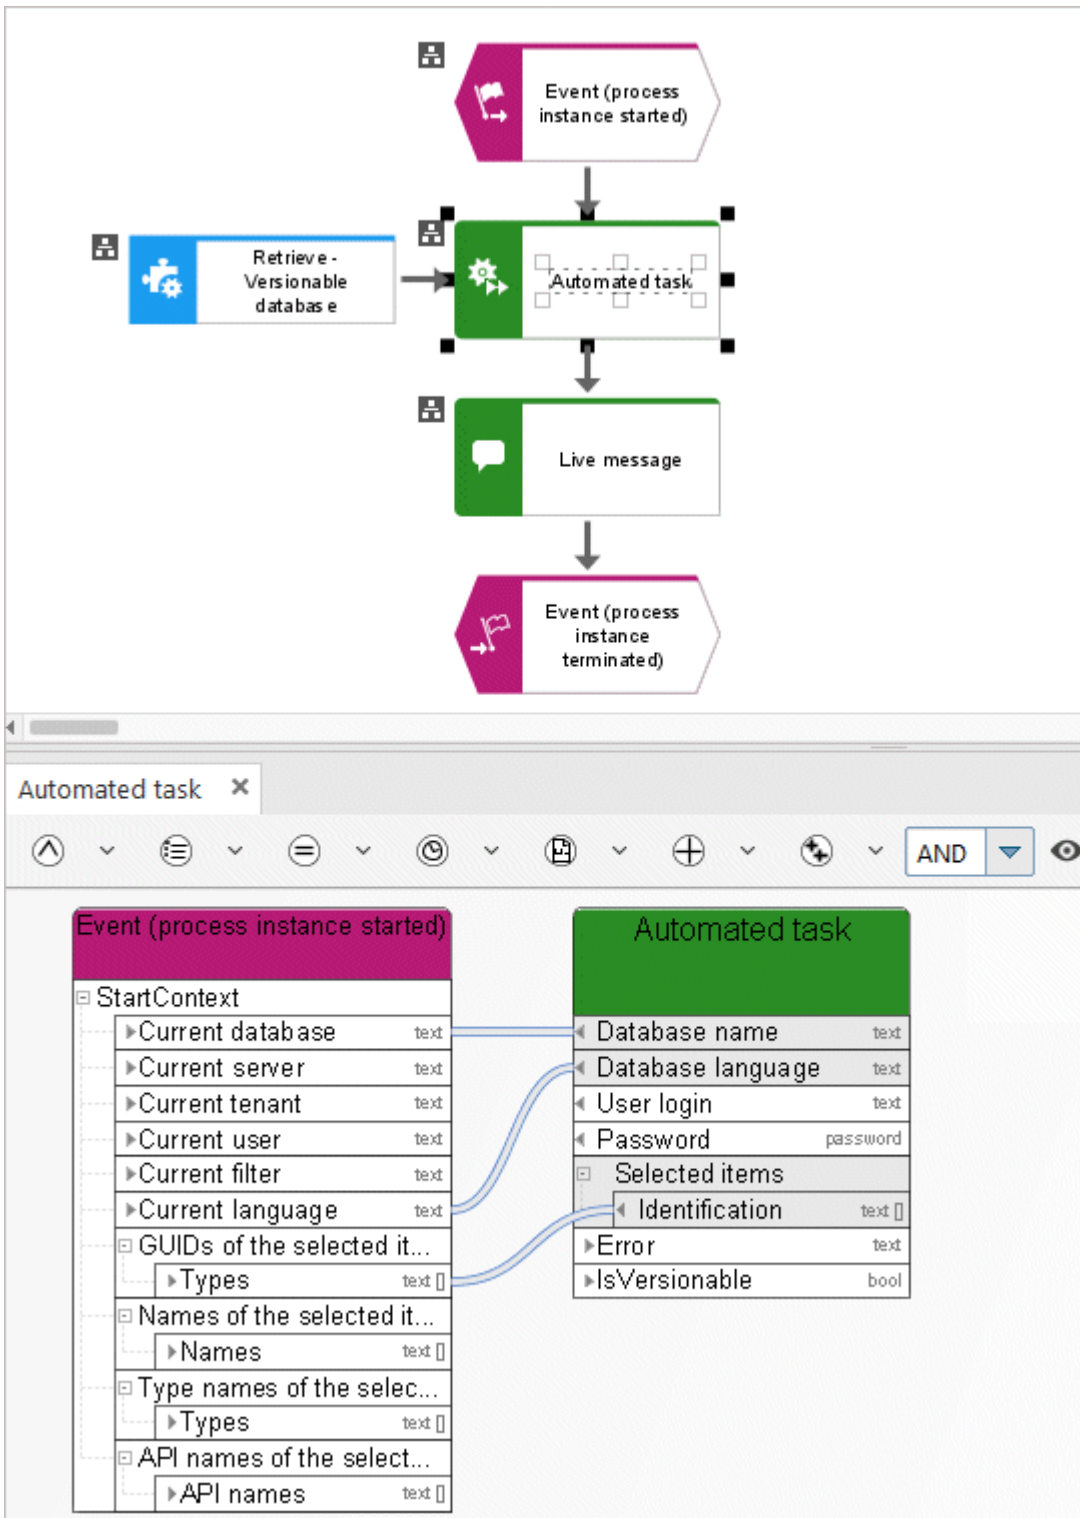 Event (process
instance started)
Retrieve -
Versionable
database
Automated task
Live message
Event (process
instance
terminated)
Automated task
AND
Event (process instance started)
StartContext
Current database text
Current server text
Current tenant text
Current user text
Current filter text
Current language text
GUIDs of the selected it...
Types text []
Names of the selected it...
Names text []
Type names of the selec...
Types text []
API names of the select...
API names text []
Automated task
Database name text
Database language text
User login text
Password password
Selected items
Identification text []
Error text
IsVersionable bool